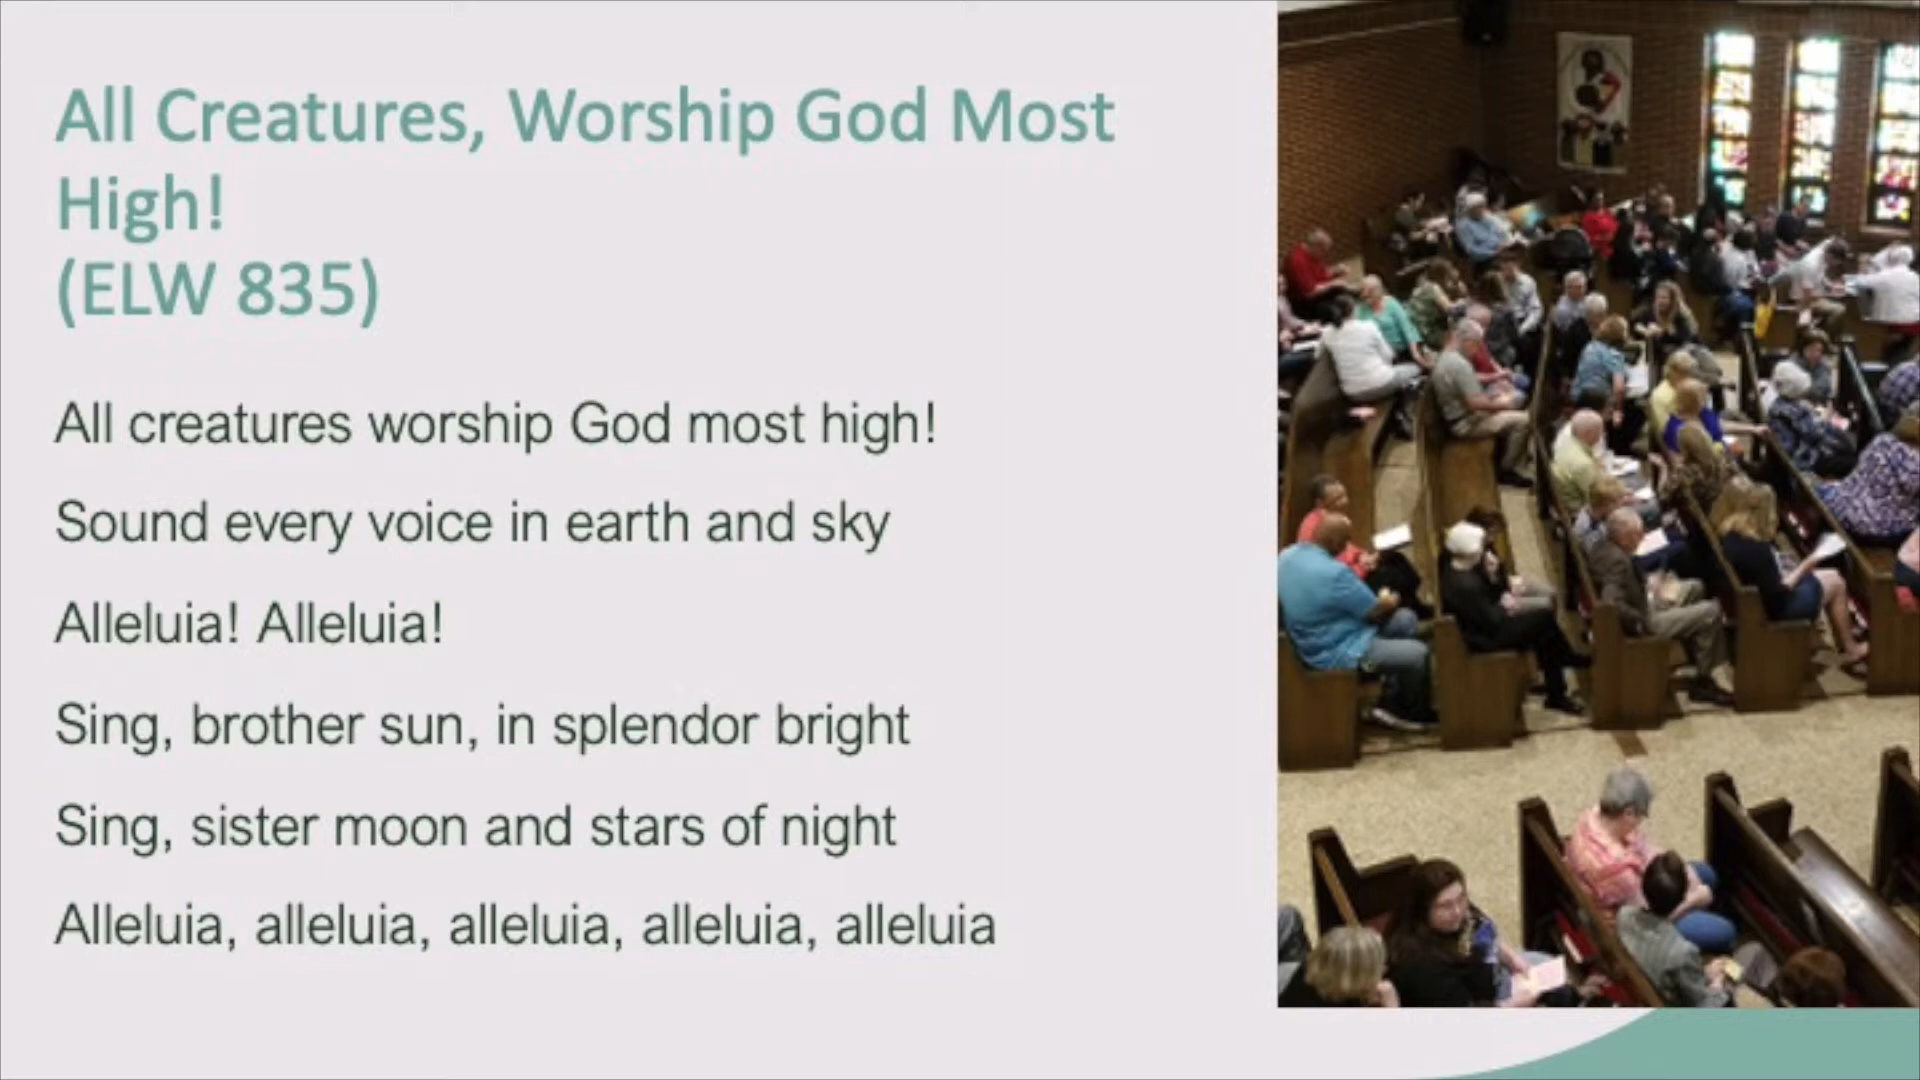 All Creatures, Worship God Most
High!
(ELW 835)
All creatures worship God most high!
Sound every voice in earth and sky
Alleluia! Alleluia!
Sing, brother sun, in splendor bright
Sing, sister moon and stars of night
Alleluia, alleluia, alleluia, alleluia, alleluia